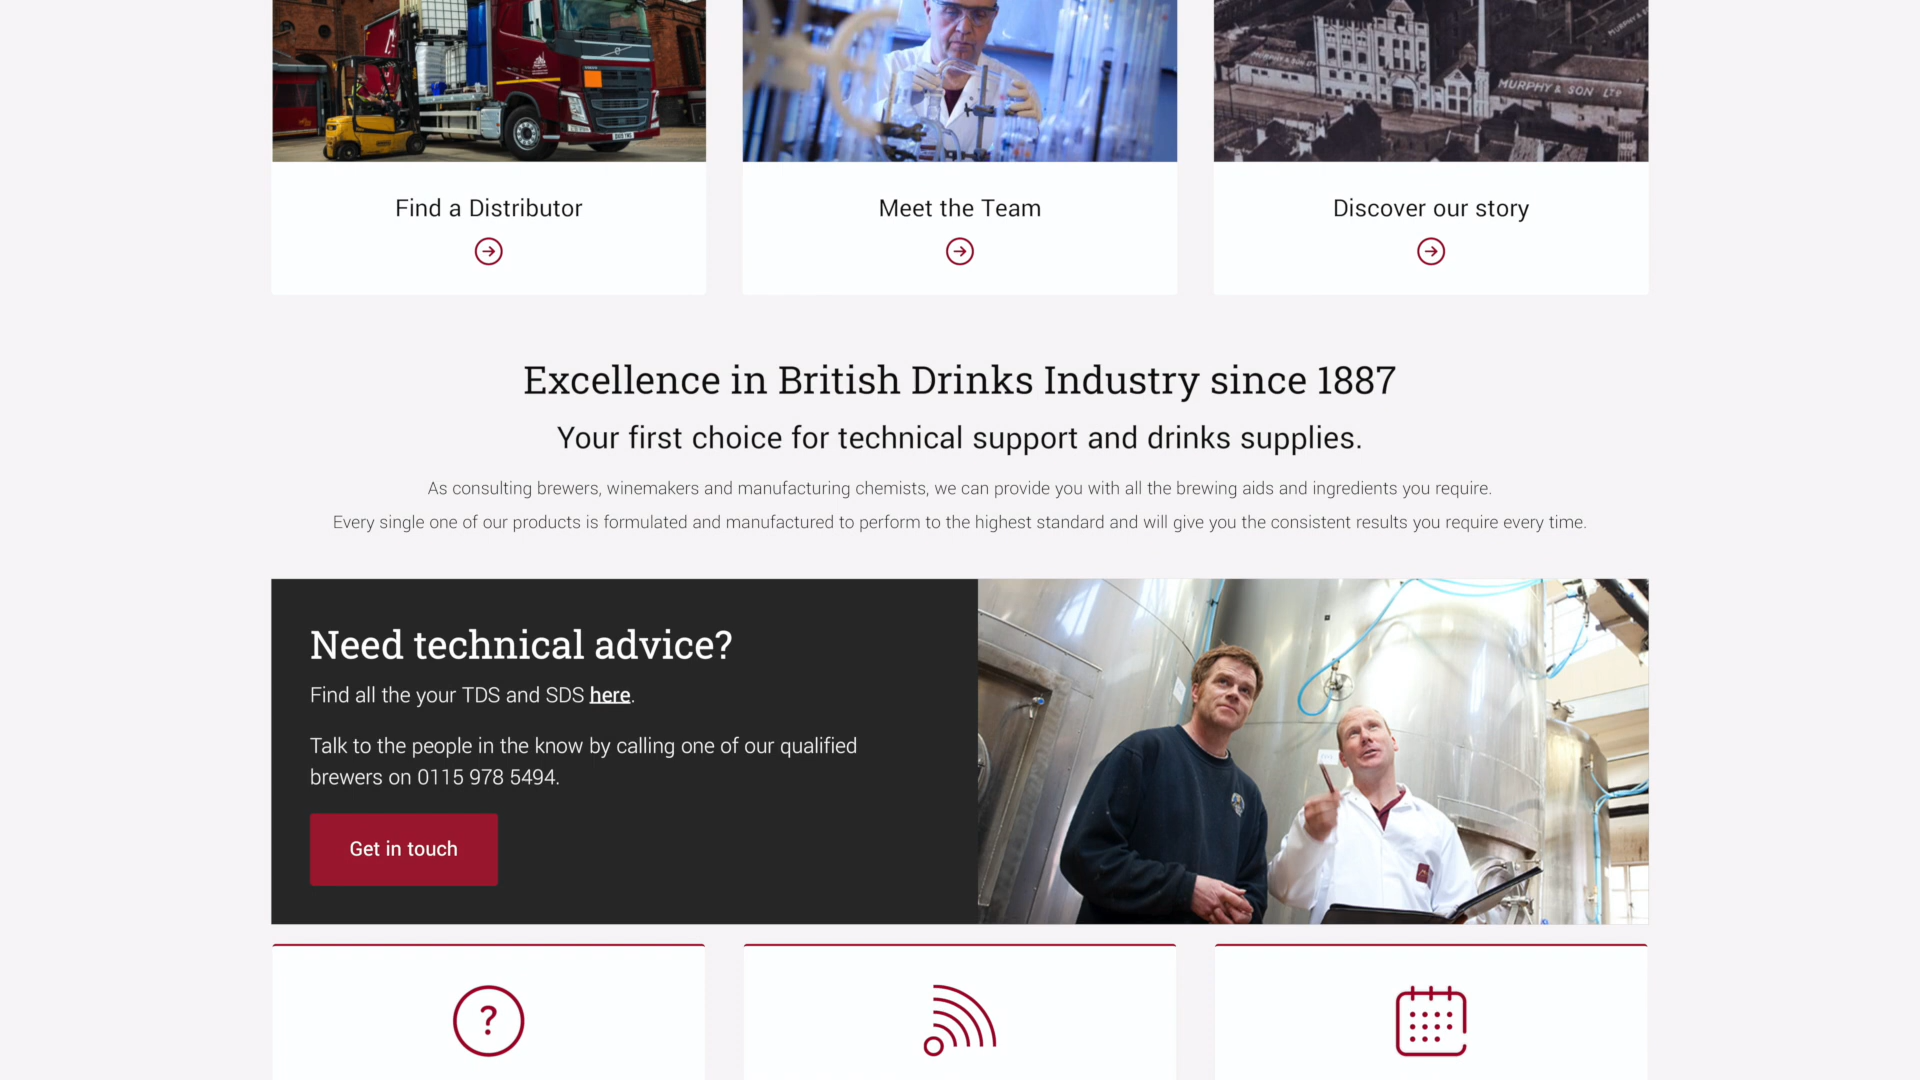 MURPHY & SON LTD
Find a Distributor
Meet the Team
Discover our story
Excellence in British Drinks Industry since 1887
Your first choice for technical support and drinks supplies.
As consulting brewers, winemakers and manufacturing chemists, we can provide you with all the brewing aids and ingredients you require.
Every single one of our products is formulated and manufactured to perform to the highest standard and will give you the consistent results you require every time.
Need technical advice?
Find all the your TDS and SDS here.
Talk to the people in the know by calling one of our qualified
brewers on 0115 978 5494.
Get in touch
?